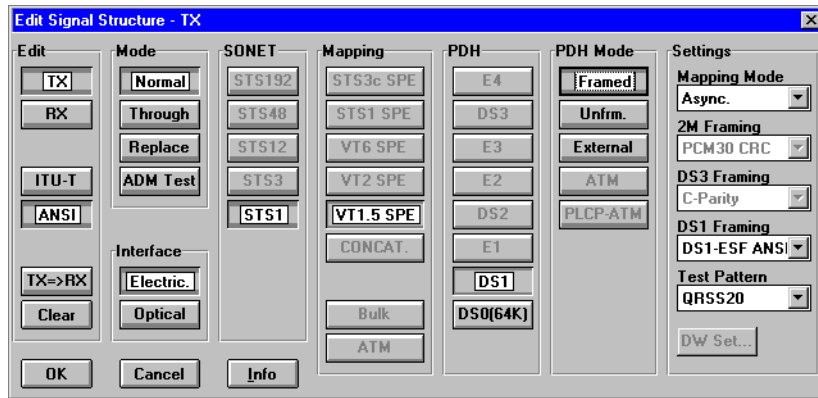 Edit Signal Structure - TX
Edit
TX
RX
ITU-T
ANSI
TX=>RX
Clear
Mode
Normal
Through
Replace
ADM Test
Interface
Electric.
Optical
SONET
STS192
STS48
STS12
STS3
STS1
Mapping
STS3c SPE
STS1 SPE
VT6 SPE
VT2 SPE
VT1.5 SPE
CONCAT.
Bulk
ATM
PDH
E4
DS3
E3
E2
DS2
E1
DS1
DS0(64K)
PDH Mode
Framed
Unfrm.
External
ATM
PLCP-ATM
Settings
Mapping Mode
Async.
2M Framing
PCM30 CRC
DS3 Framing
C-Parity
DS1 Framing
DS1-ESF ANSI
Test Pattern
QRSS20
DW Set...
OK
Cancel
Info